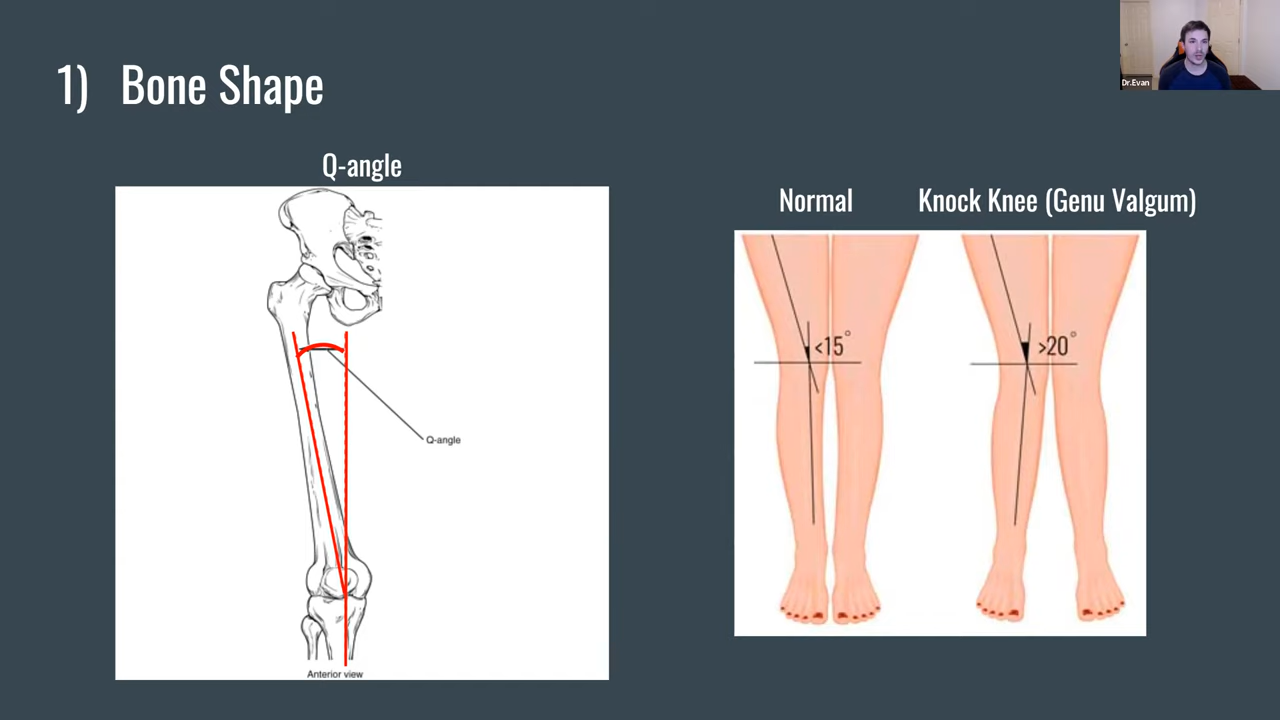 1) Bone Shape
Dr.Evan
Q-angle
Normal
Knock Knee (Genu Valgum)
<15°
>20°
Q-angle
Anterior view